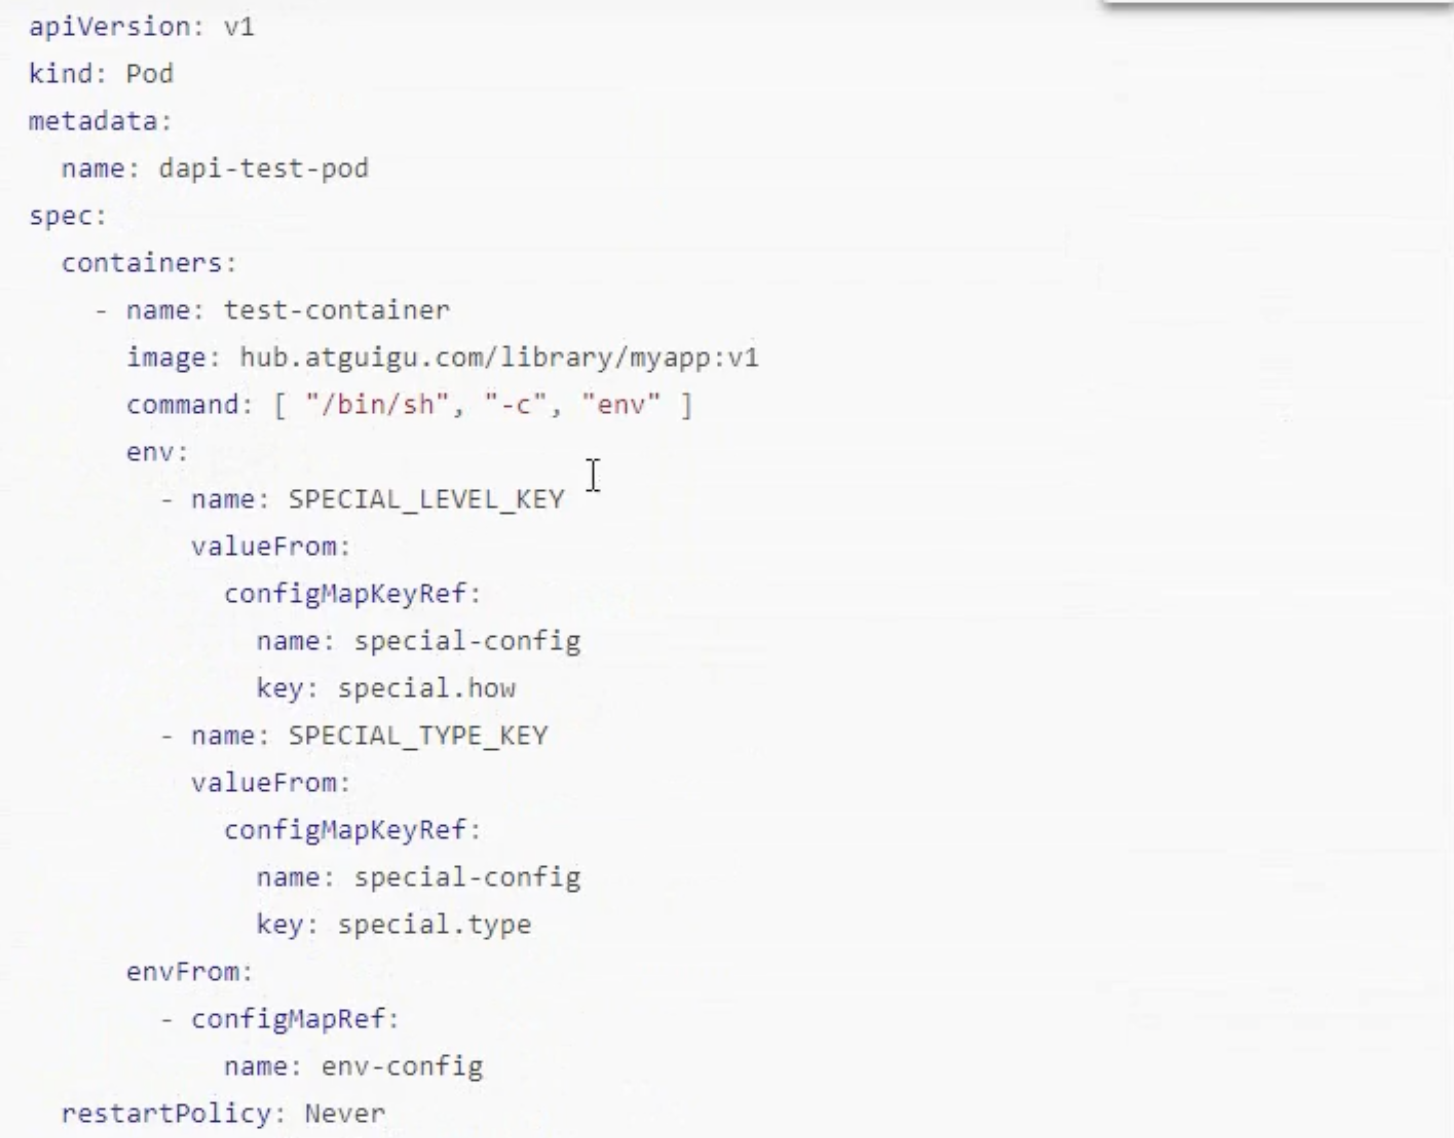 apiVersion: v1
kind: Pod
metadata:
  name: dapi-test-pod
spec:
  containers:
    - name: test-container
      image: hub.atguigu.com/library/myapp:v1
      command: [ "/bin/sh", "-c", "env" ]
      env:
        - name: SPECIAL_LEVEL_KEY
          valueFrom:
            configMapKeyRef:
              name: special-config
              key: special.how
        - name: SPECIAL_TYPE_KEY
          valueFrom:
            configMapKeyRef:
              name: special-config
              key: special.type
      envFrom:
        - configMapRef:
            name: env-config
  restartPolicy: Never